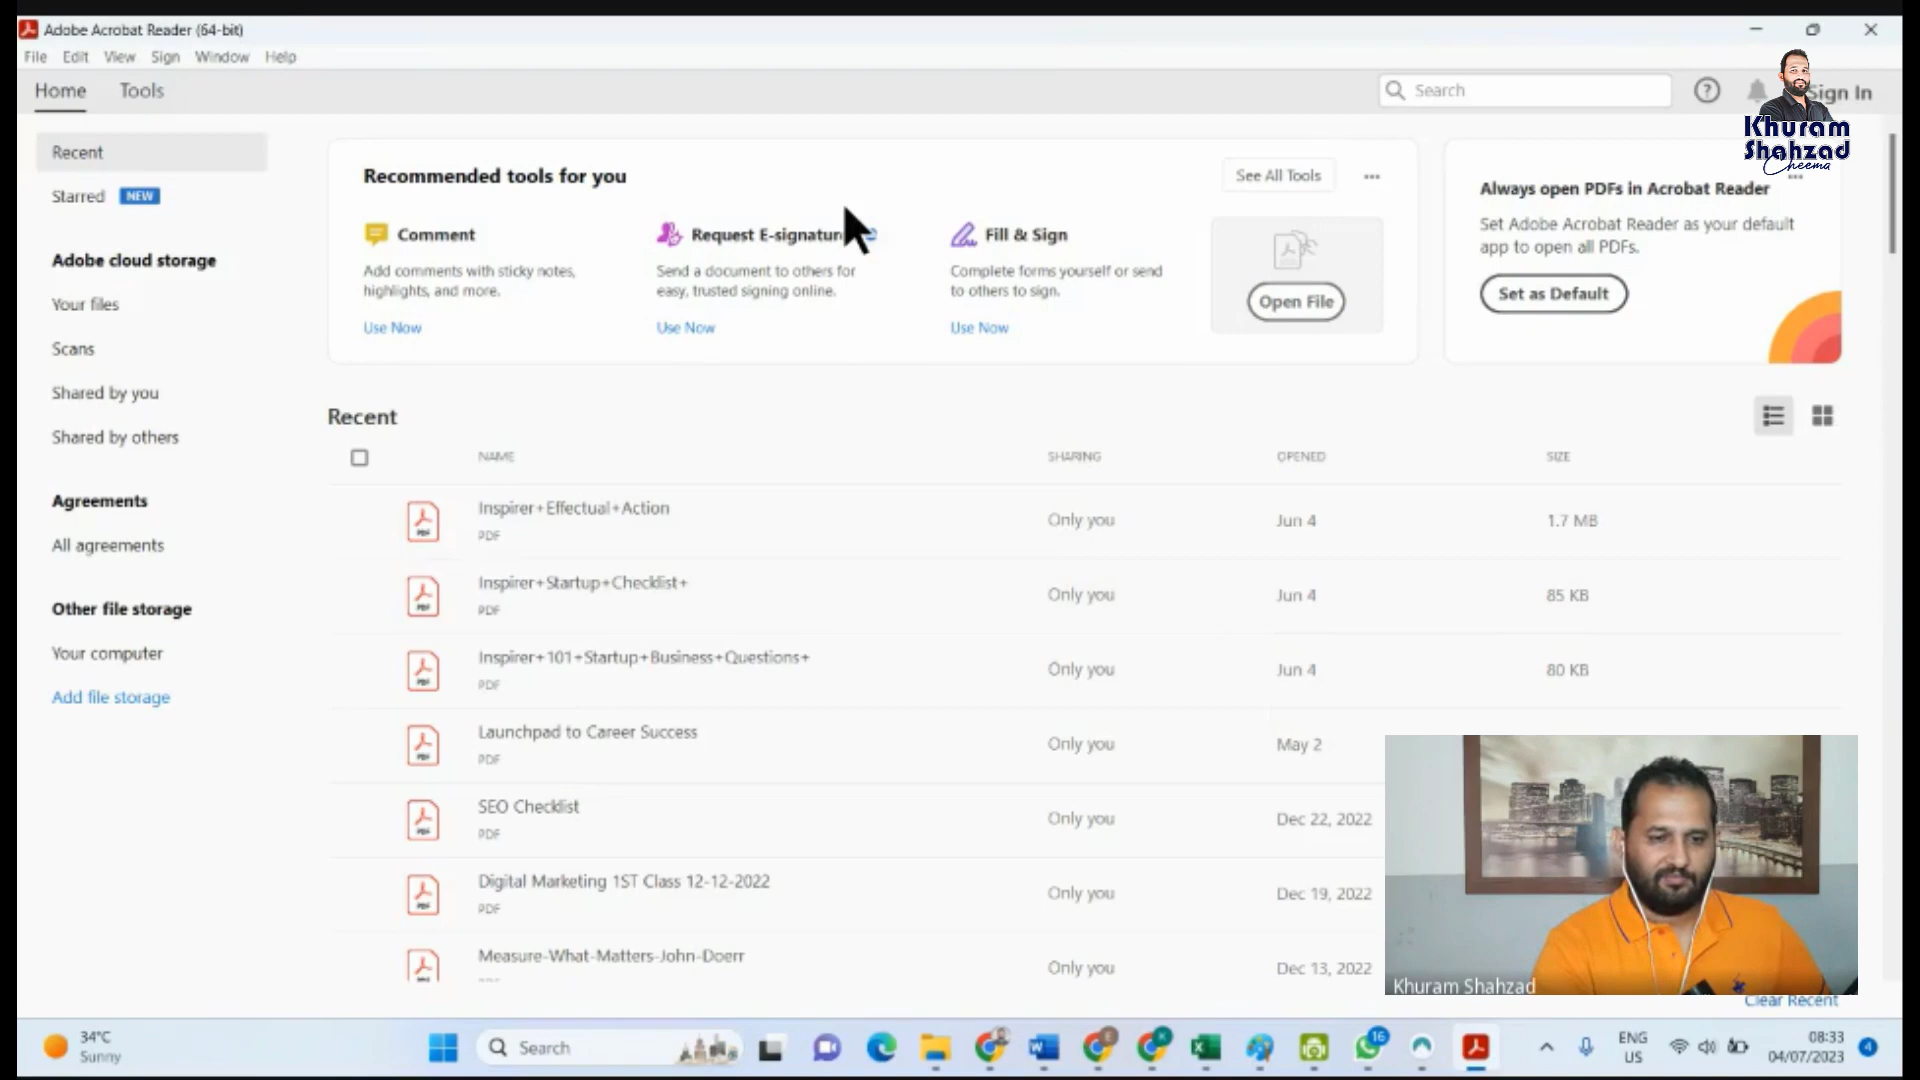 Adobe Acrobat Reader (64-bit)
File Edit View Sign Window Help
Home Tools
Search
Sign In
Khuram
Shahzad
Cheema
Recent
Starred NEW
Adobe cloud storage
Your files
Scans
Shared by you
Shared by others
Agreements
All agreements
Other file storage
Your computer
Add file storage
Recommended tools for you
See All Tools
Comment
Add comments with sticky notes,
highlights, and more.
Use Now
Request E-signatur
Send a document to others for
easy, trusted signing online.
Use Now
Fill & Sign
Complete forms yourself or send
to others to sign.
Use Now
Open File
Always open PDFs in Acrobat Reader
Set Adobe Acrobat Reader as your default
app to open all PDFs.
Set as Default
Recent
NAME SHARING OPENED SIZE
Inspirer+Effectual+Action
PDF
Only you Jun 4 1.7 MB
Inspirer+Startup+Checklist+
PDF
Only you Jun 4 85 KB
Inspirer+101+Startup+Business+Questions+
PDF
Only you Jun 4 80 KB
Launchpad to Career Success
PDF
Only you May 2
SEO Checklist
PDF
Only you Dec 22, 2022
Digital Marketing 1ST Class 12-12-2022
PDF
Only you Dec 19, 2022
Measure-What-Matters-John-Doerr
Only you Dec 13, 2022
Khuram Shahzad
Clear Recent
34°C
Sunny
Search
16
ENG
US
08:33
04/07/2023
4